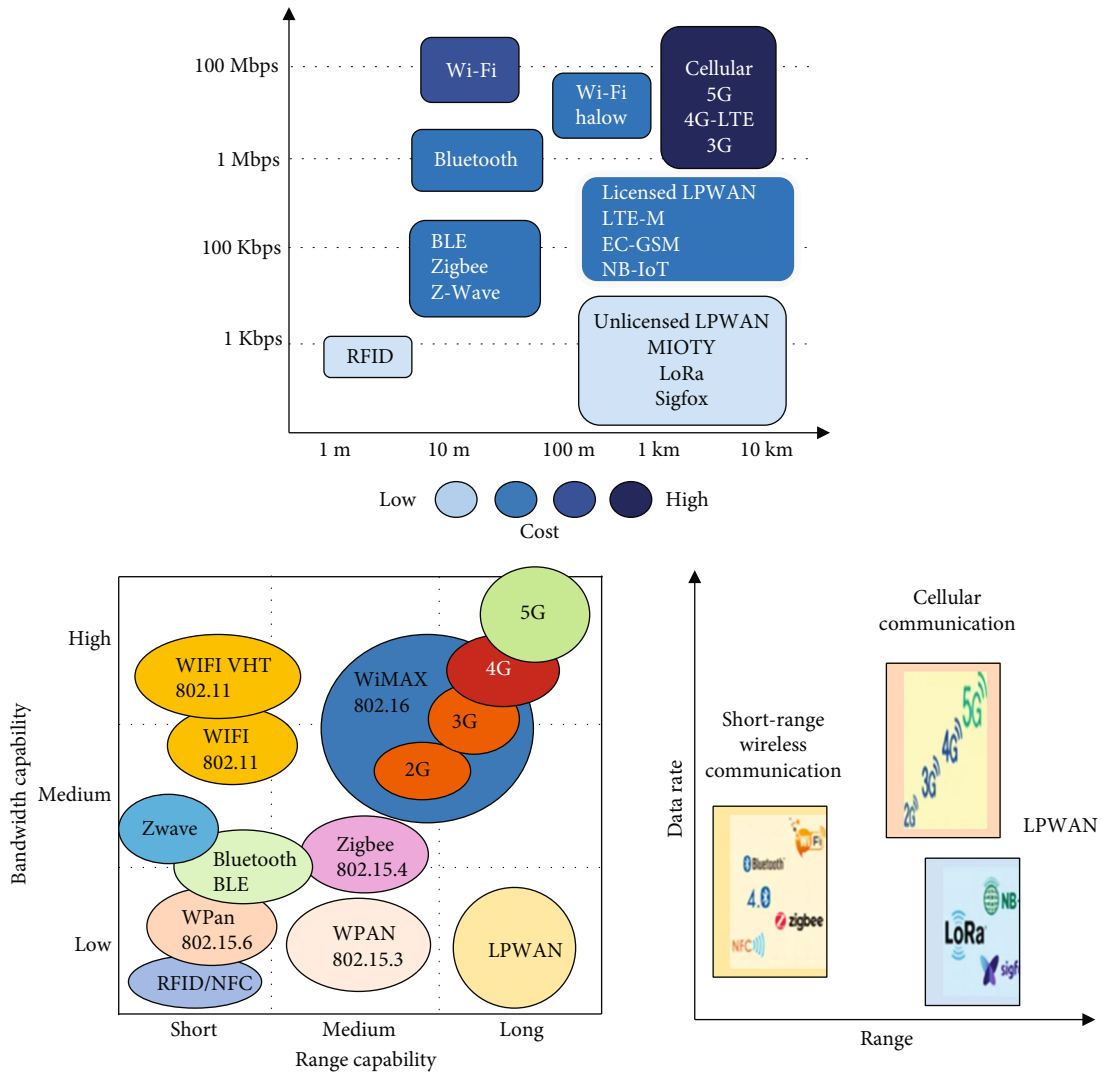 100 Mbps
1 Mbps
100 Kbps
1 Kbps
Wi-Fi
Wi-Fi
halow
Cellular
5G
4G-LTE
3G
Bluetooth
Licensed LPWAN
LTE-M
EC-GSM
NB-IoT
BLE
Zigbee
Z-Wave
Unlicensed LPWAN
MIOTY
LoRa
Sigfox
RFID
1 m
10 m
100 m
1 km
10 km
Low
High
Cost
Bandwidth capability
High
Medium
Low
5G
4G
WIFI VHT
802.11
WiMAX
802.16
3G
WIFI
802.11
2G
Zwave
Bluetooth
BLE
Zigbee
802.15.4
WPan
802.15.6
WPAN
802.15.3
LPWAN
RFID/NFC
Short
Medium
Long
Range capability
Data rate
Cellular
communication
2G
3G
4G
5G
Short-range
wireless
communication
WiFi
Bluetooth
4.0
zigbee
NFC
LPWAN
NB-
LoRa
sigf
Range